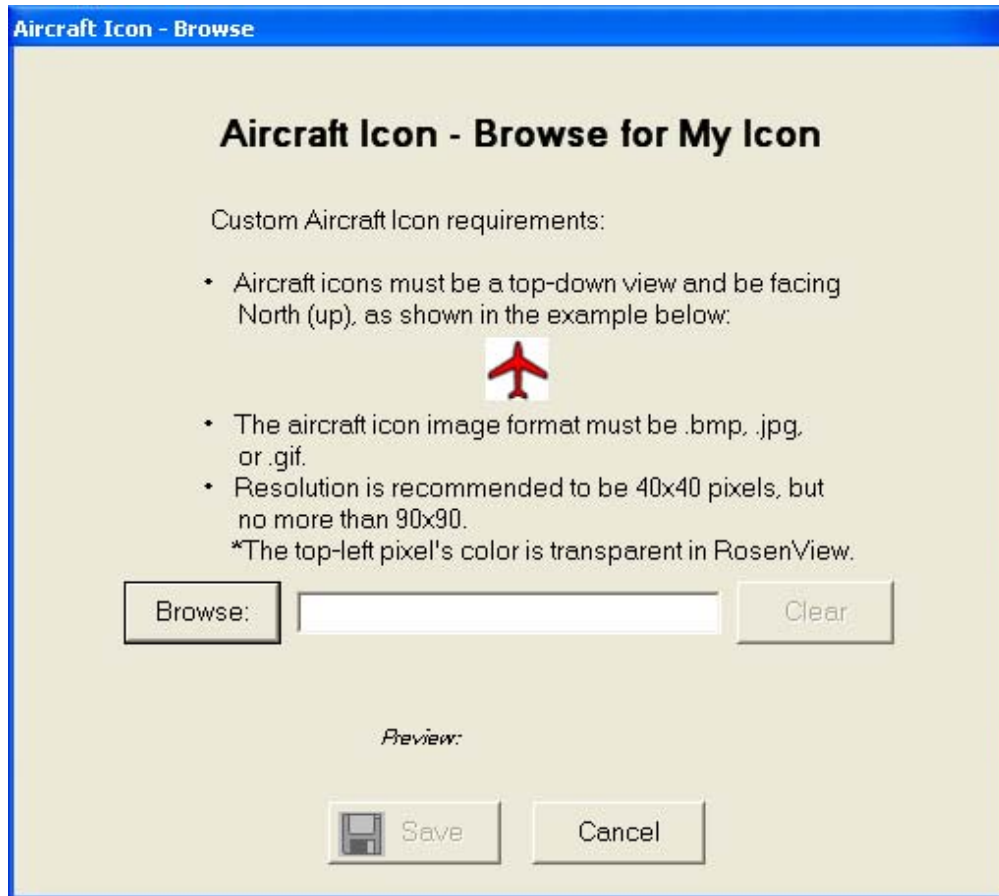 Aircraft Icon - Browse
Aircraft Icon - Browse for My Icon
Custom Aircraft Icon requirements:
• Aircraft icons must be a top-down view and be facing
North (up), as shown in the example below:
• The aircraft icon image format must be .bmp, .jpg,
or .gif.
• Resolution is recommended to be 40x40 pixels, but
no more than 90x90.
*The top-left pixel's color is transparent in RosenView.
Browse: Clear
Preview:
Save Cancel